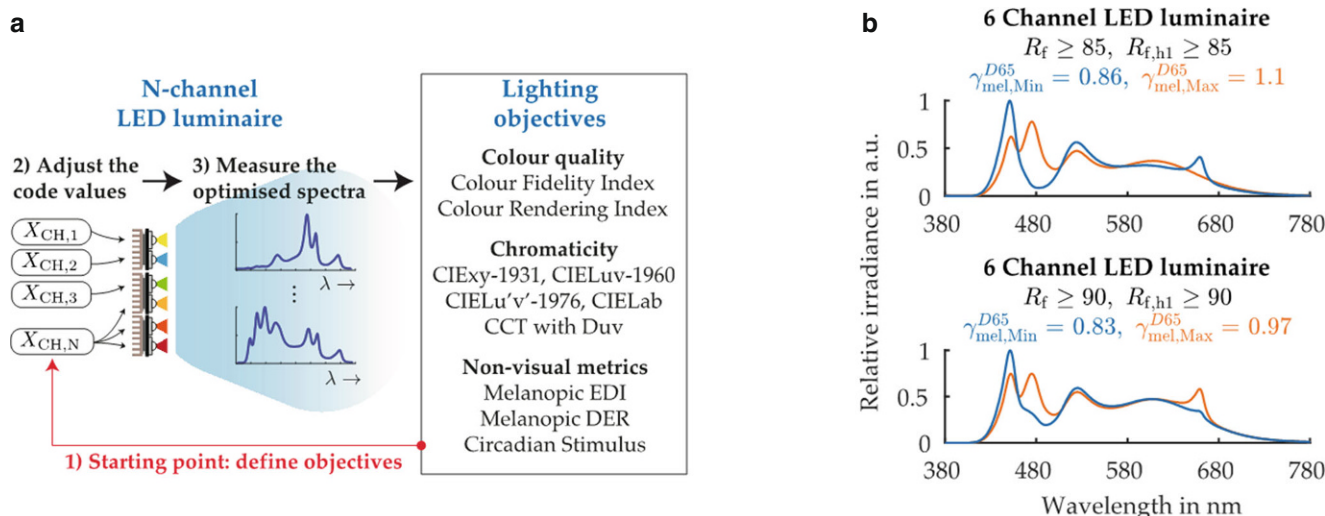 a
N-channel
LED luminaire
2) Adjust the
code values
3) Measure the
optimised spectra
X_CH,1
X_CH,2
X_CH,3
X_CH,N
λ →
⋮
λ →
1) Starting point: define objectives
Lighting
objectives
Colour quality
Colour Fidelity Index
Colour Rendering Index
Chromaticity
CIExy-1931, CIELuv-1960
CIELu'v'-1976, CIELab
CCT with Duv
Non-visual metrics
Melanopic EDI
Melanopic DER
Circadian Stimulus
b
6 Channel LED luminaire
R_f ≥ 85, R_f,h1 ≥ 85
γ^D65_mel,Min = 0.86, γ^D65_mel,Max = 1.1
1
0.5
0
380 480 580 680 780
6 Channel LED luminaire
R_f ≥ 90, R_f,h1 ≥ 90
γ^D65_mel,Min = 0.83, γ^D65_mel,Max = 0.97
1
0.5
0
380 480 580 680 780
Relative irradiance in a.u.
Wavelength in nm